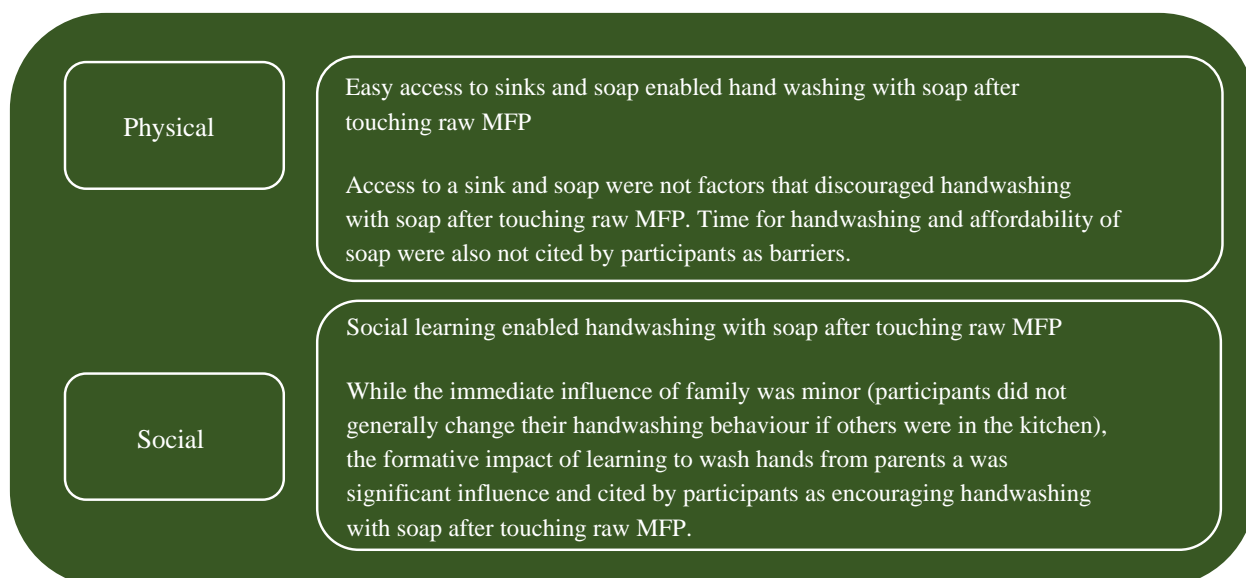 Physical
Easy access to sinks and soap enabled hand washing with soap after
touching raw MFP
Access to a sink and soap were not factors that discouraged handwashing
with soap after touching raw MFP. Time for handwashing and affordability of
soap were also not cited by participants as barriers.
Social
Social learning enabled handwashing with soap after touching raw MFP
While the immediate influence of family was minor (participants did not
generally change their handwashing behaviour if others were in the kitchen),
the formative impact of learning to wash hands from parents a was
significant influence and cited by participants as encouraging handwashing
with soap after touching raw MFP.